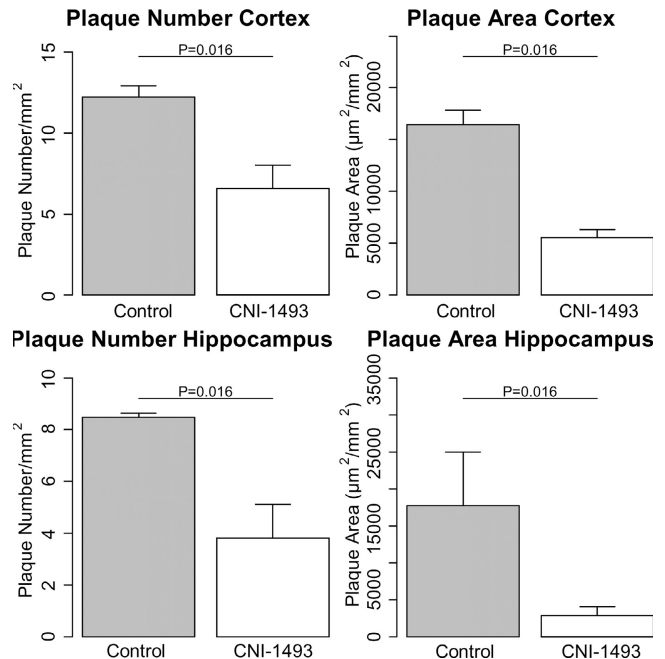 Plaque Number Cortex
P=0.016
Plaque Number/mm²
15
10
5
0
Control
CNI-1493
Plaque Area Cortex
P=0.016
Plaque Area (µm²/mm²)
20000
10000
5000
0
Control
CNI-1493
Plaque Number Hippocampus
P=0.016
Plaque Number/mm²
10
8
6
4
2
0
Control
CNI-1493
Plaque Area Hippocampus
P=0.016
Plaque Area (µm²/mm²)
35000
25000
15000
5000
0
Control
CNI-1493